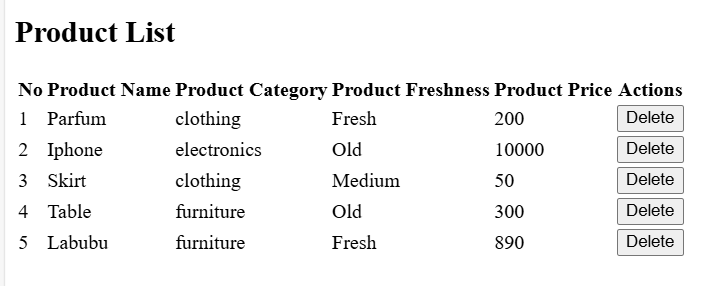 Product List
No Product Name Product Category Product Freshness Product Price Actions
1 Parfum clothing Fresh 200 Delete
2 Iphone electronics Old 10000 Delete
3 Skirt clothing Medium 50 Delete
4 Table furniture Old 300 Delete
5 Labubu furniture Fresh 890 Delete